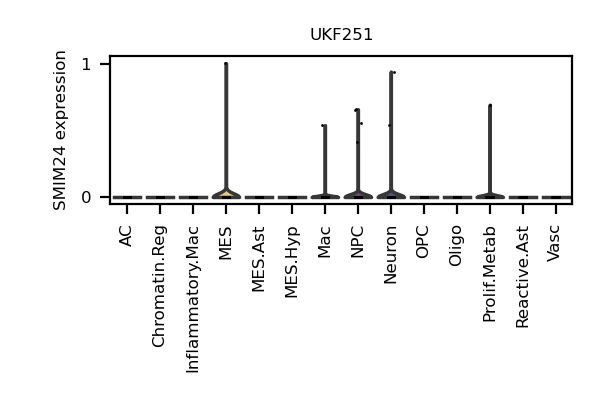 UKF251
SMIM24 expression
1
0
AC
Chromatin.Reg
Inflammatory.Mac
MES
MES.Ast
MES.Hyp
Mac
NPC
Neuron
OPC
Oligo
Prolif.Metab
Reactive.Ast
Vasc